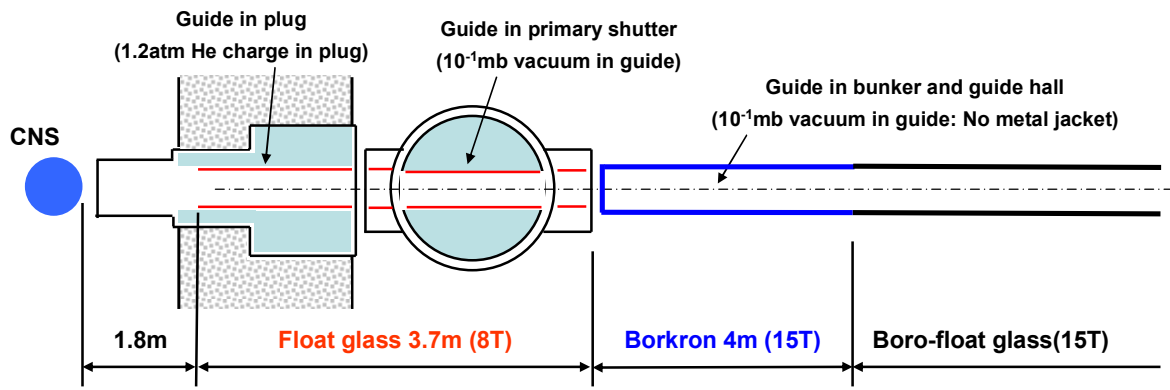 Guide in plug
(1.2atm He charge in plug)
Guide in primary shutter
(10⁻¹mb vacuum in guide)
Guide in bunker and guide hall
(10⁻¹mb vacuum in guide: No metal jacket)
CNS
1.8m
Float glass 3.7m (8T)
Borkron 4m (15T)
Boro-float glass(15T)